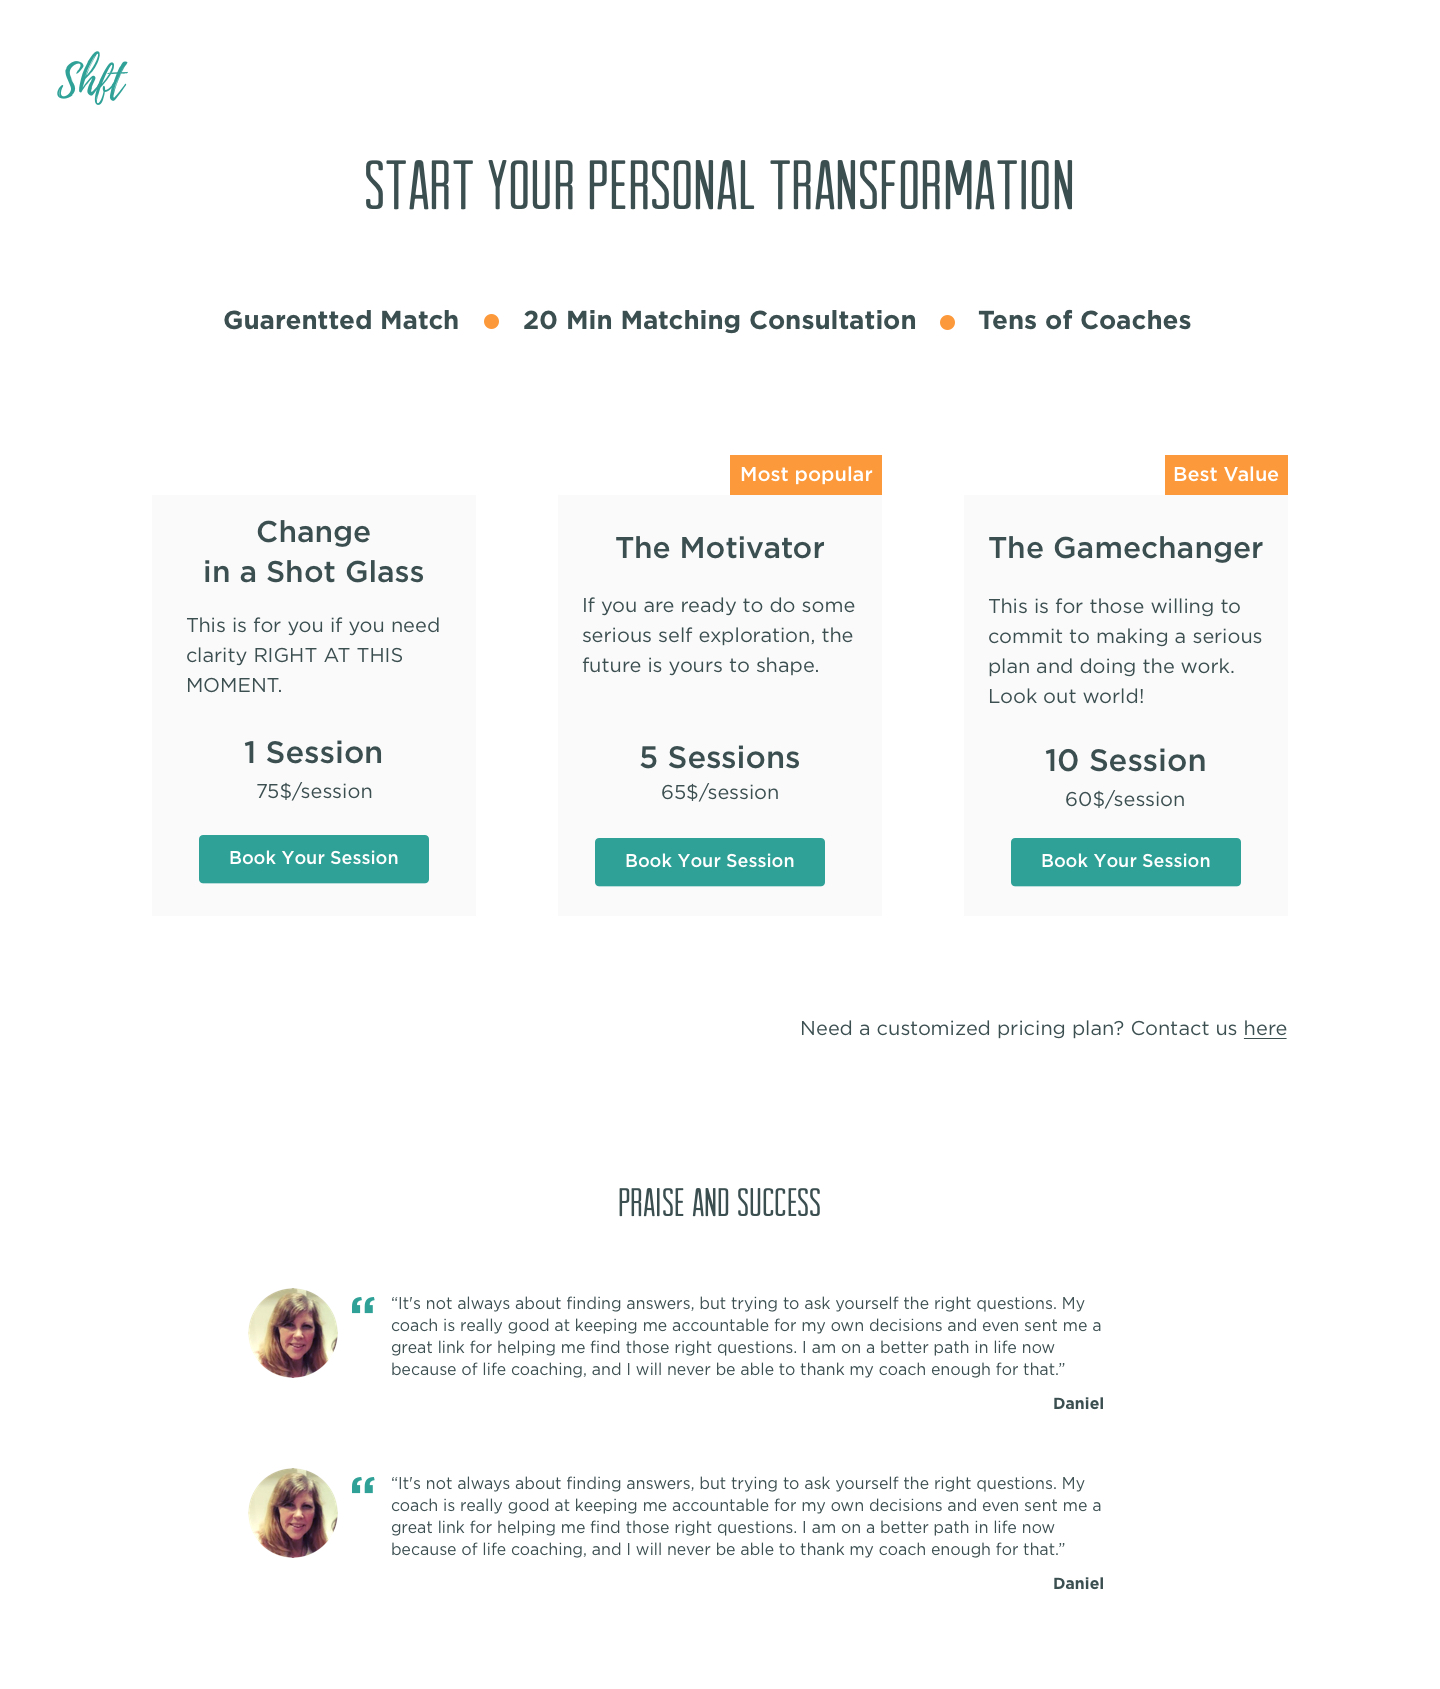 Shft
START YOUR PERSONAL TRANSFORMATION
Guarentted Match
20 Min Matching Consultation
Tens of Coaches
Change
in a Shot Glass
This is for you if you need
clarity RIGHT AT THIS
MOMENT.
1 Session
75$/session
Book Your Session
Most popular
The Motivator
If you are ready to do some
serious self exploration, the
future is yours to shape.
5 Sessions
65$/session
Book Your Session
Best Value
The Gamechanger
This is for those willing to
commit to making a serious
plan and doing the work.
Look out world!
10 Session
60$/session
Book Your Session
Need a customized pricing plan? Contact us here
PRAISE AND SUCCESS
“It's not always about finding answers, but trying to ask yourself the right questions. My
coach is really good at keeping me accountable for my own decisions and even sent me a
great link for helping me find those right questions. I am on a better path in life now
because of life coaching, and I will never be able to thank my coach enough for that.”
Daniel
“It's not always about finding answers, but trying to ask yourself the right questions. My
coach is really good at keeping me accountable for my own decisions and even sent me a
great link for helping me find those right questions. I am on a better path in life now
because of life coaching, and I will never be able to thank my coach enough for that.”
Daniel